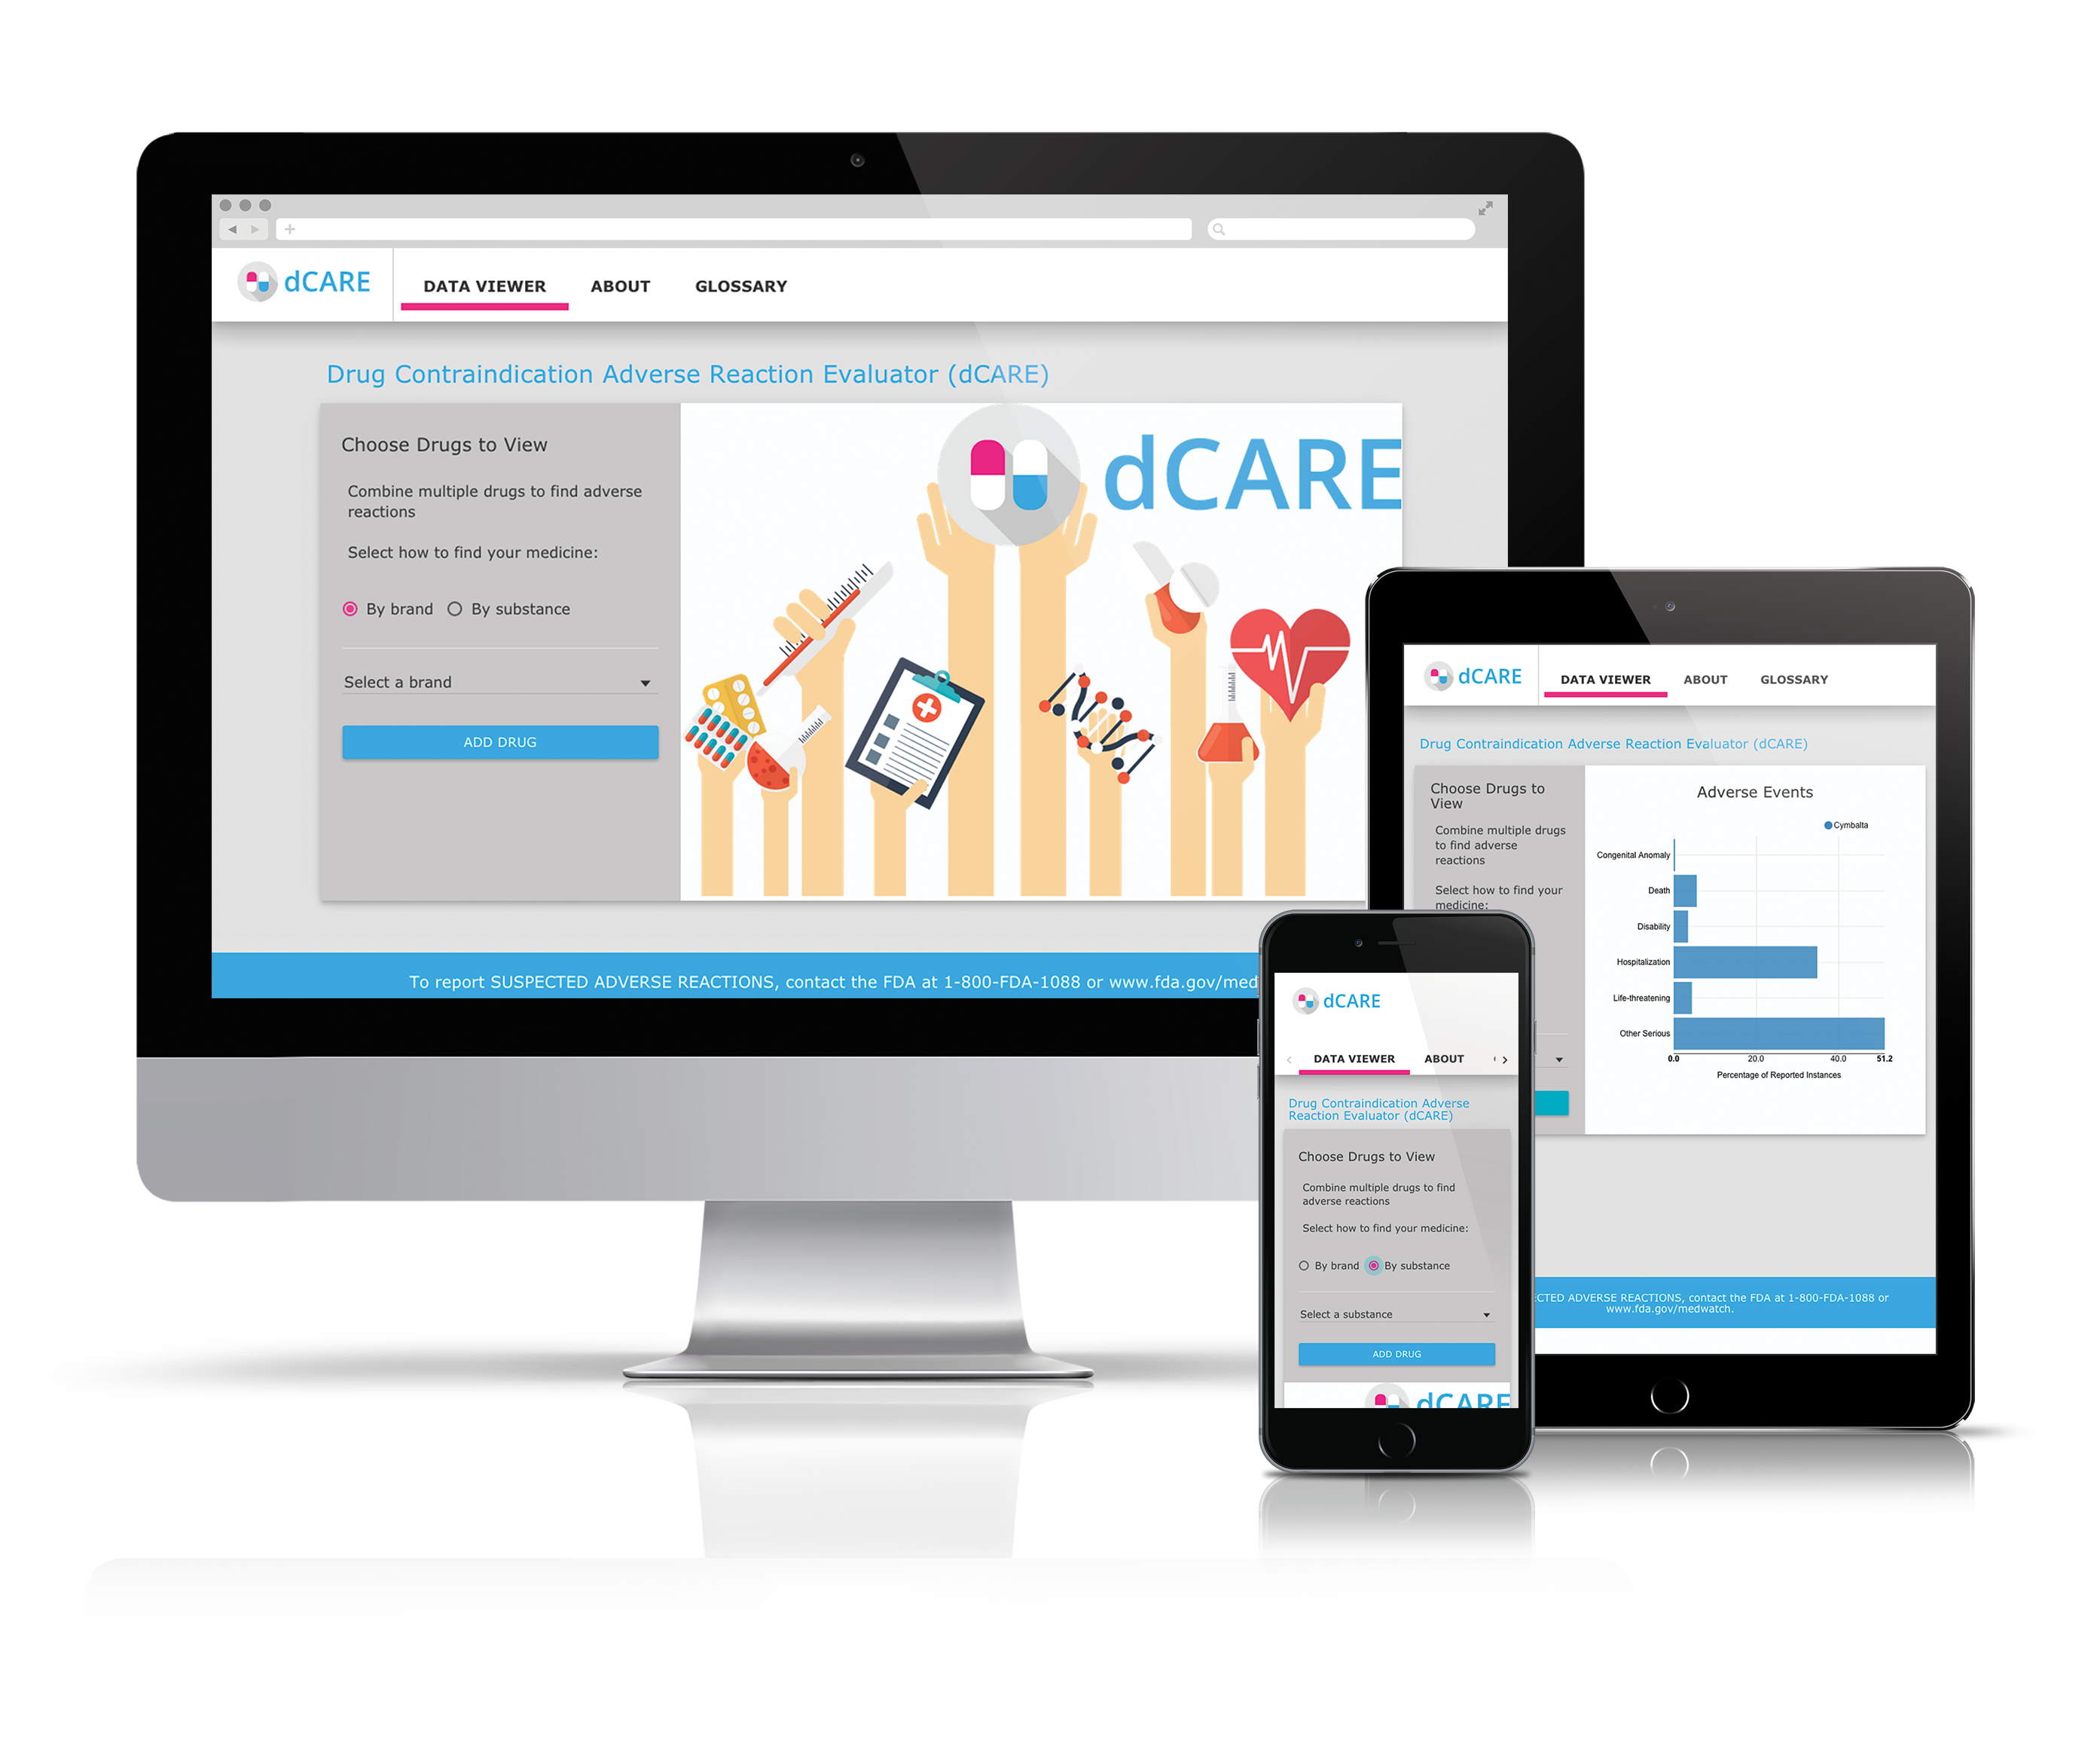 dCARE
DATA VIEWER
ABOUT
GLOSSARY
Drug Contraindication Adverse Reaction Evaluator (dCARE)
Choose Drugs to View
Combine multiple drugs to find adverse
reactions
Select how to find your medicine:
By brand
By substance
Select a brand
ADD DRUG
dCARE
To report SUSPECTED ADVERSE REACTIONS, contact the FDA at 1-800-FDA-1088 or www.fda.gov/med
dCARE
DATA VIEWER
ABOUT
GLOSSARY
Drug Contraindication Adverse Reaction Evaluator (dCARE)
Choose Drugs to
View
Combine multiple drugs
to find adverse
reactions
Select how to find your
medicine:
Adverse Events
Cymbalta
Congenital Anomaly
Death
Disability
Hospitalization
Life-threatening
Other Serious
0.0
20.0
40.0
51.2
Percentage of Reported Instances
ECTED ADVERSE REACTIONS, contact the FDA at 1-800-FDA-1088 or
www.fda.gov/medwatch.
dCARE
DATA VIEWER
ABOUT
Drug Contraindication Adverse
Reaction Evaluator (dCARE)
Choose Drugs to View
Combine multiple drugs to find
adverse reactions
Select how to find your medicine:
By brand
By substance
Select a substance
ADD DRUG
dCARE